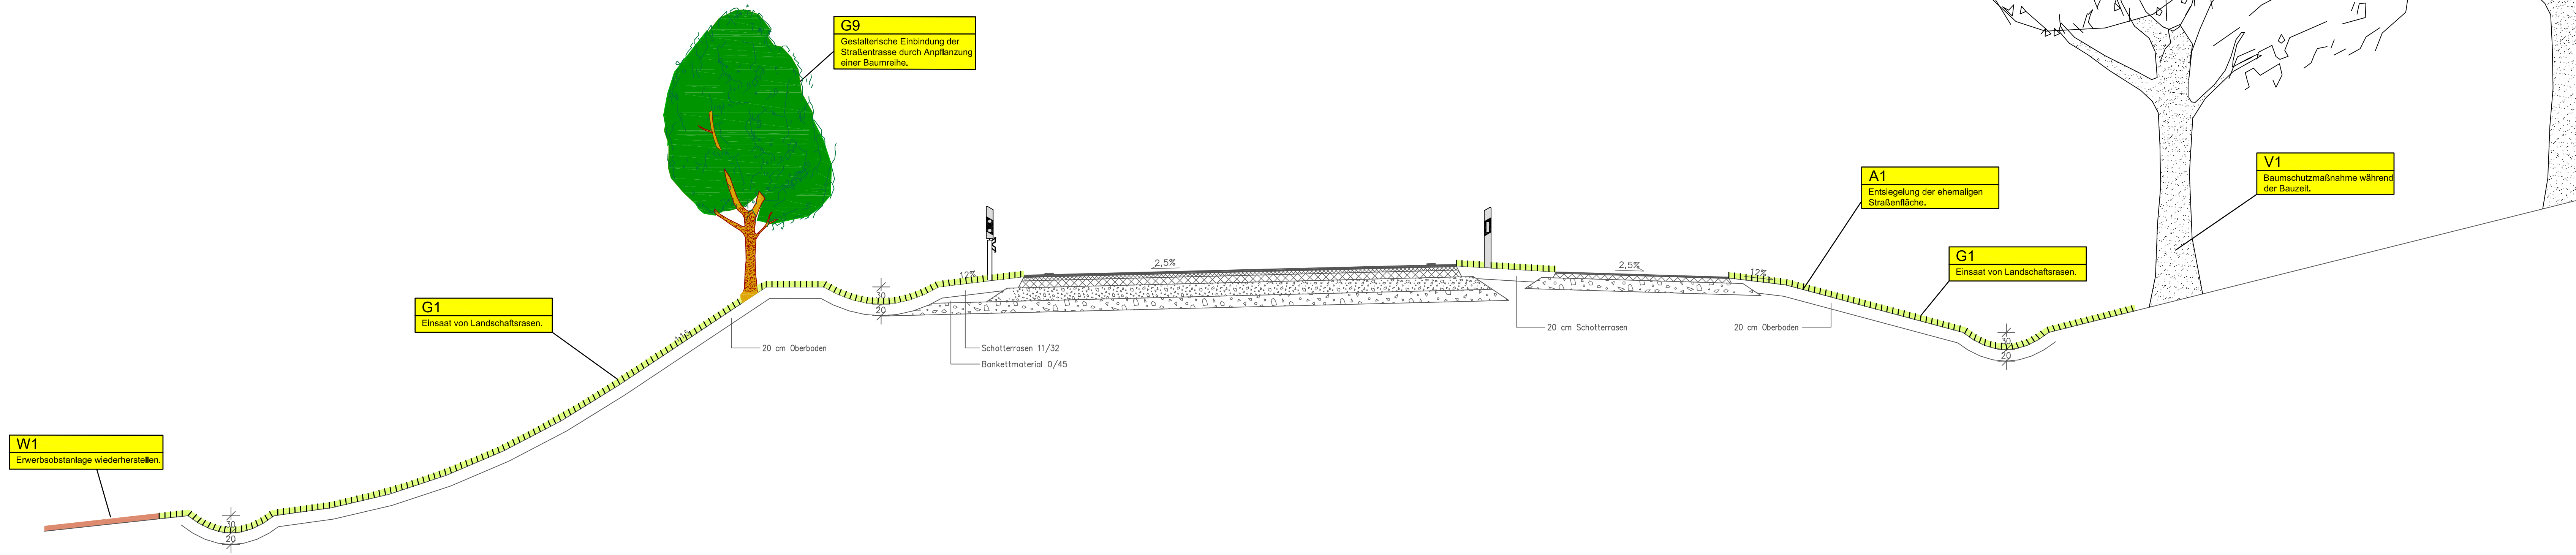 G9
Gestalterische Einbindung der
Straßentrasse durch Anpflanzung
einer Baumreihe.
V1
Baumschutzmaßnahme während
der Bauzeit.
A1
Entsiegelung der ehemaligen
Straßenfläche.
G1
Einsaat von Landschaftsrasen.
2,5%
2,5%
12%
12%
30
20
G1
Einsaat von Landschaftsrasen.
20 cm Schotterrasen
20 cm Oberboden
30
20
20 cm Oberboden
Schotterrasen 11/32
Bankettmaterial 0/45
W1
Erwerbsobstanlage wiederherstellen.
30
20